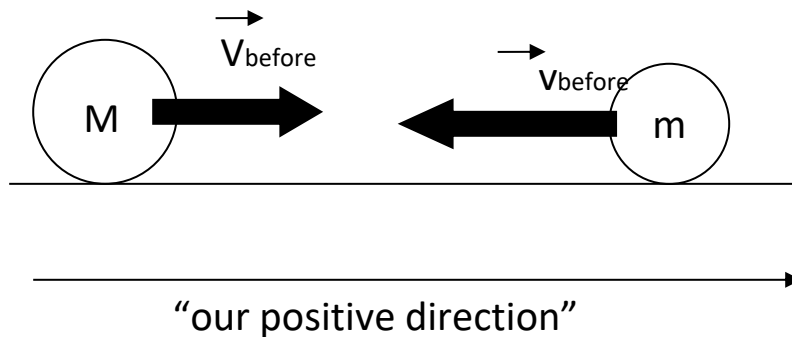 Vbefore
vbefore
M
m
“our positive direction”